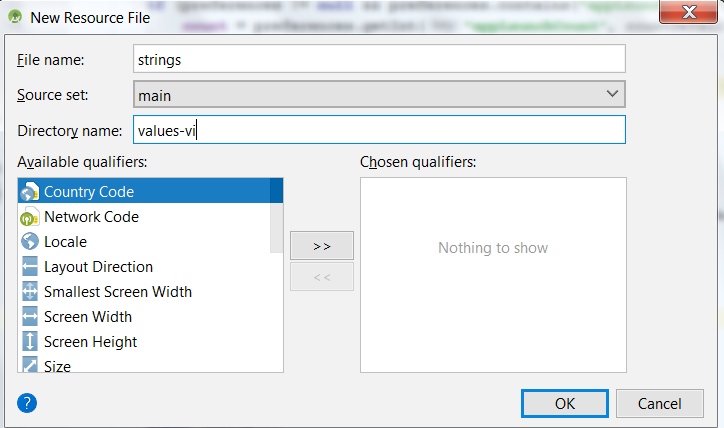 New Resource File
File name: strings
Source set: main
Directory name: values-vi
Available qualifiers: Chosen qualifiers:
Country Code
Network Code
Locale
Layout Direction
Smallest Screen Width
Screen Width
Screen Height
Size
>>
<<
Nothing to show
?
OK Cancel